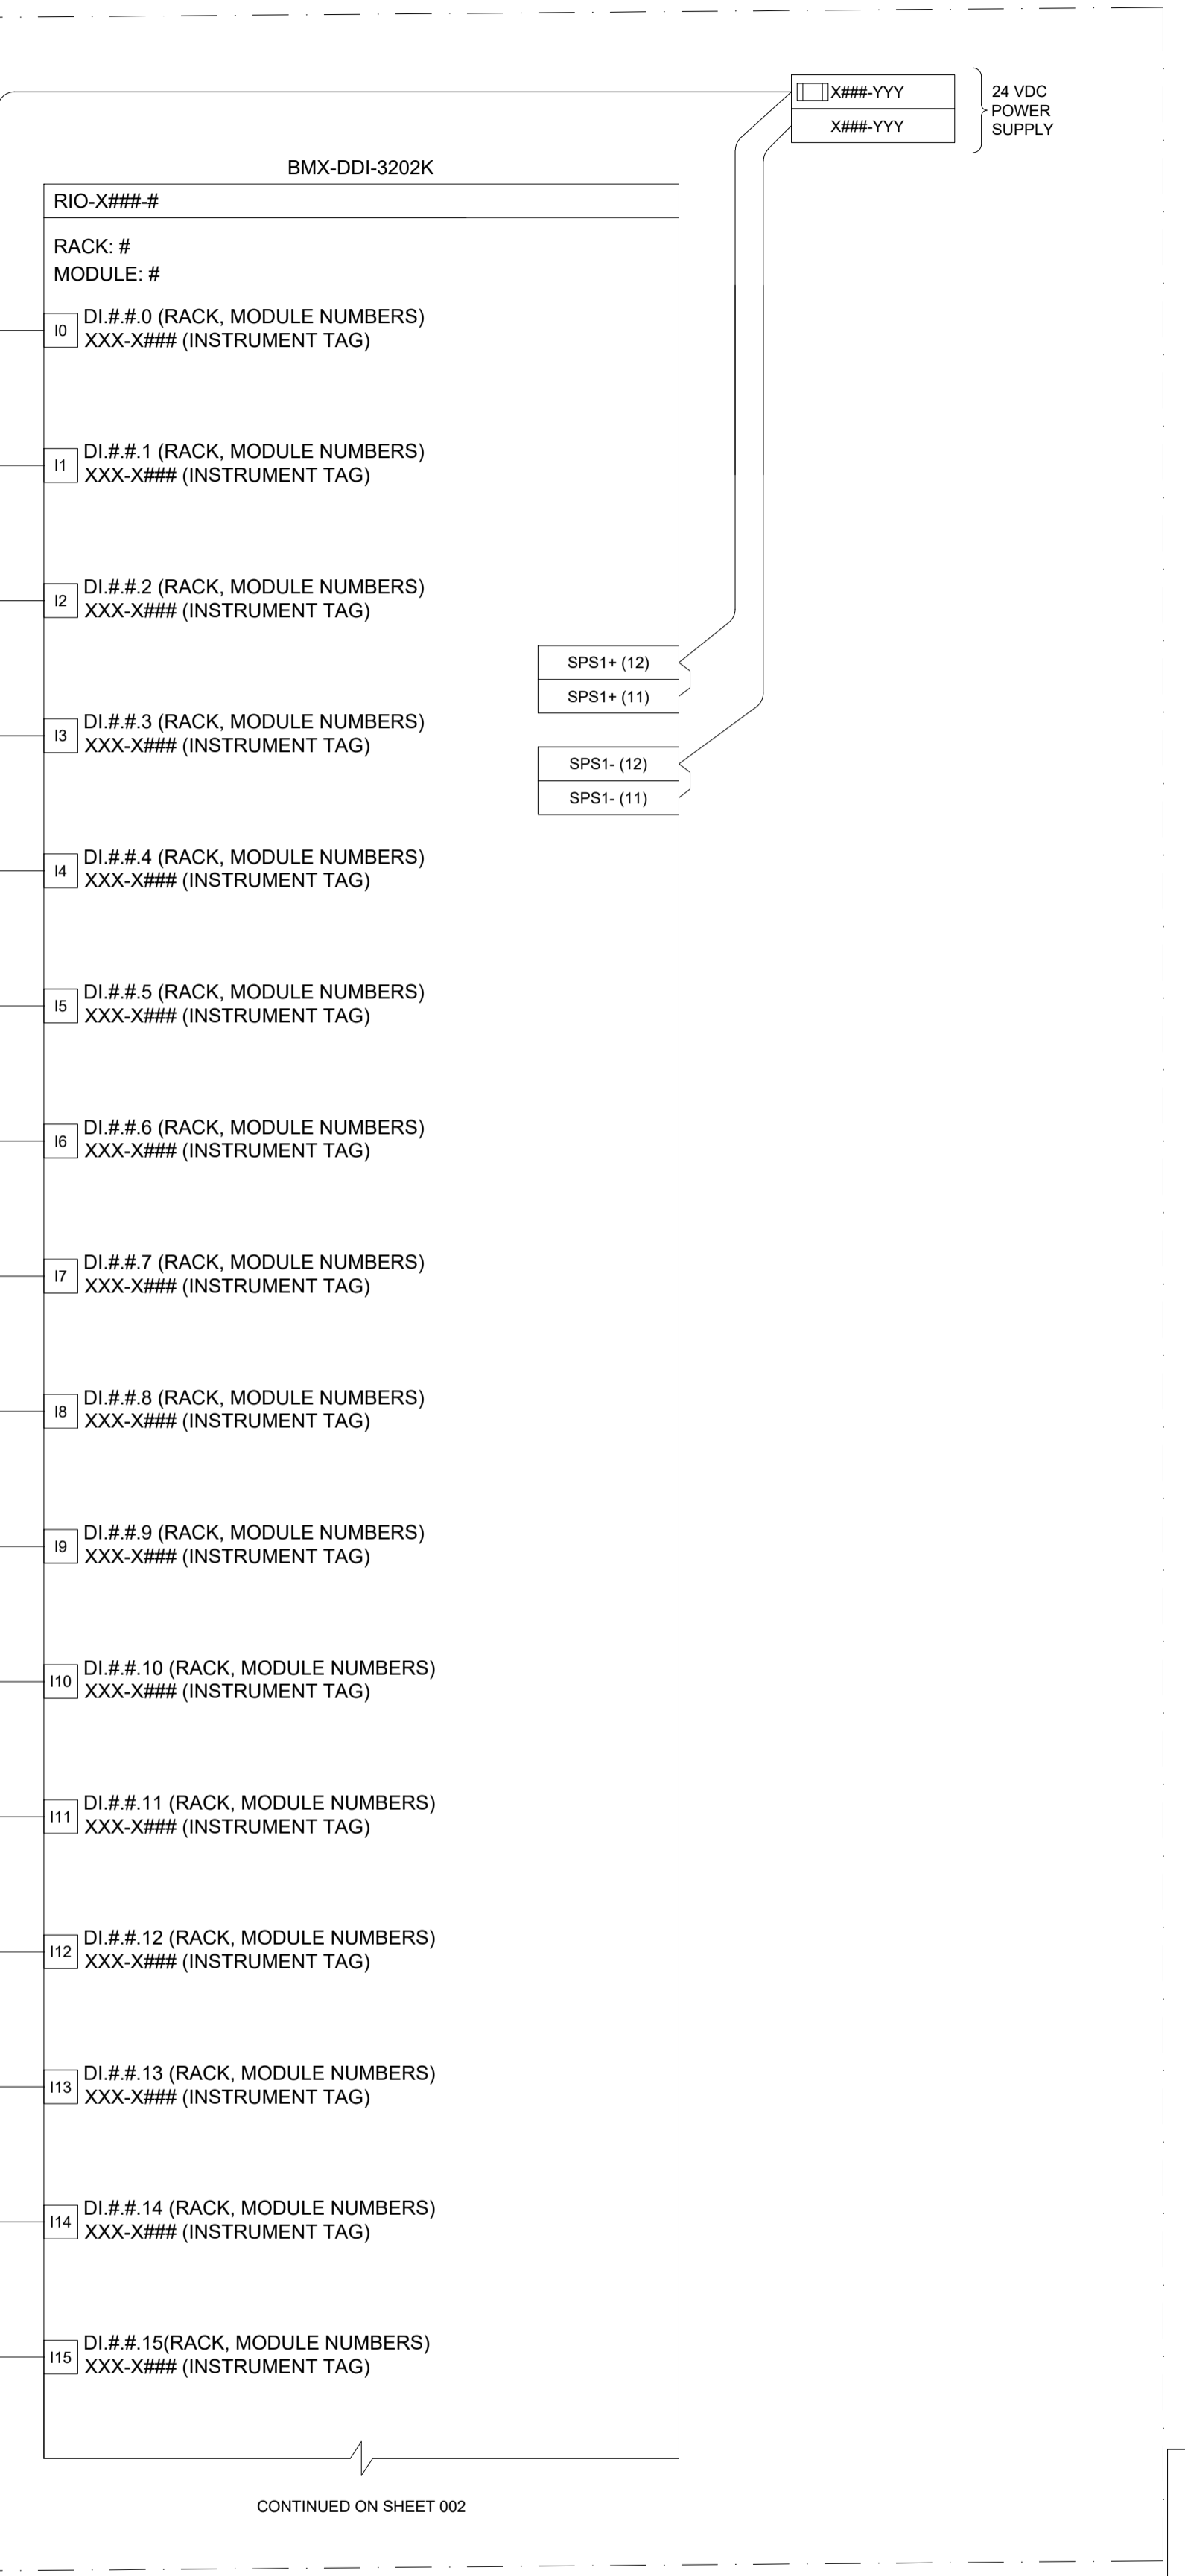 X###-YYY
X###-YYY
24 VDC
POWER
SUPPLY
BMX-DDI-3202K
RIO-X###-#
RACK: #
MODULE: #
I0
DI.#.#.0 (RACK, MODULE NUMBERS)
XXX-X### (INSTRUMENT TAG)
I1
DI.#.#.1 (RACK, MODULE NUMBERS)
XXX-X### (INSTRUMENT TAG)
I2
DI.#.#.2 (RACK, MODULE NUMBERS)
XXX-X### (INSTRUMENT TAG)
SPS1+ (12)
SPS1+ (11)
I3
DI.#.#.3 (RACK, MODULE NUMBERS)
XXX-X### (INSTRUMENT TAG)
SPS1- (12)
SPS1- (11)
I4
DI.#.#.4 (RACK, MODULE NUMBERS)
XXX-X### (INSTRUMENT TAG)
I5
DI.#.#.5 (RACK, MODULE NUMBERS)
XXX-X### (INSTRUMENT TAG)
I6
DI.#.#.6 (RACK, MODULE NUMBERS)
XXX-X### (INSTRUMENT TAG)
I7
DI.#.#.7 (RACK, MODULE NUMBERS)
XXX-X### (INSTRUMENT TAG)
I8
DI.#.#.8 (RACK, MODULE NUMBERS)
XXX-X### (INSTRUMENT TAG)
I9
DI.#.#.9 (RACK, MODULE NUMBERS)
XXX-X### (INSTRUMENT TAG)
I10
DI.#.#.10 (RACK, MODULE NUMBERS)
XXX-X### (INSTRUMENT TAG)
I11
DI.#.#.11 (RACK, MODULE NUMBERS)
XXX-X### (INSTRUMENT TAG)
I12
DI.#.#.12 (RACK, MODULE NUMBERS)
XXX-X### (INSTRUMENT TAG)
I13
DI.#.#.13 (RACK, MODULE NUMBERS)
XXX-X### (INSTRUMENT TAG)
I14
DI.#.#.14 (RACK, MODULE NUMBERS)
XXX-X### (INSTRUMENT TAG)
I15
DI.#.#.15(RACK, MODULE NUMBERS)
XXX-X### (INSTRUMENT TAG)
CONTINUED ON SHEET 002